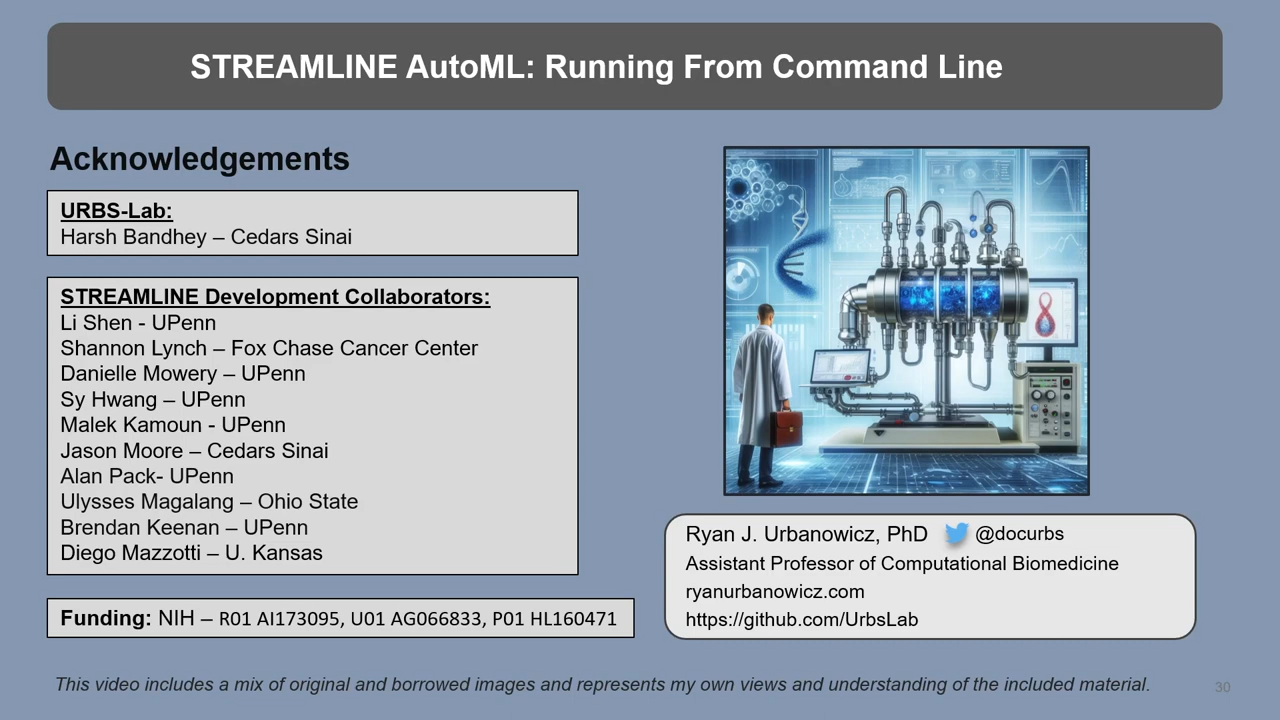 STREAMLINE AutoML: Running From Command Line
Acknowledgements
URBS-Lab:
Harsh Bandhey – Cedars Sinai
STREAMLINE Development Collaborators:
Li Shen - UPenn
Shannon Lynch – Fox Chase Cancer Center
Danielle Mowery – UPenn
Sy Hwang – UPenn
Malek Kamoun - UPenn
Jason Moore – Cedars Sinai
Alan Pack- UPenn
Ulysses Magalang – Ohio State
Brendan Keenan – UPenn
Diego Mazzotti – U. Kansas
Funding: NIH – R01 AI173095, U01 AG066833, P01 HL160471
Ryan J. Urbanowicz, PhD @docurbs
Assistant Professor of Computational Biomedicine
ryanurbanowicz.com
https://github.com/UrbsLab
This video includes a mix of original and borrowed images and represents my own views and understanding of the included material.
30